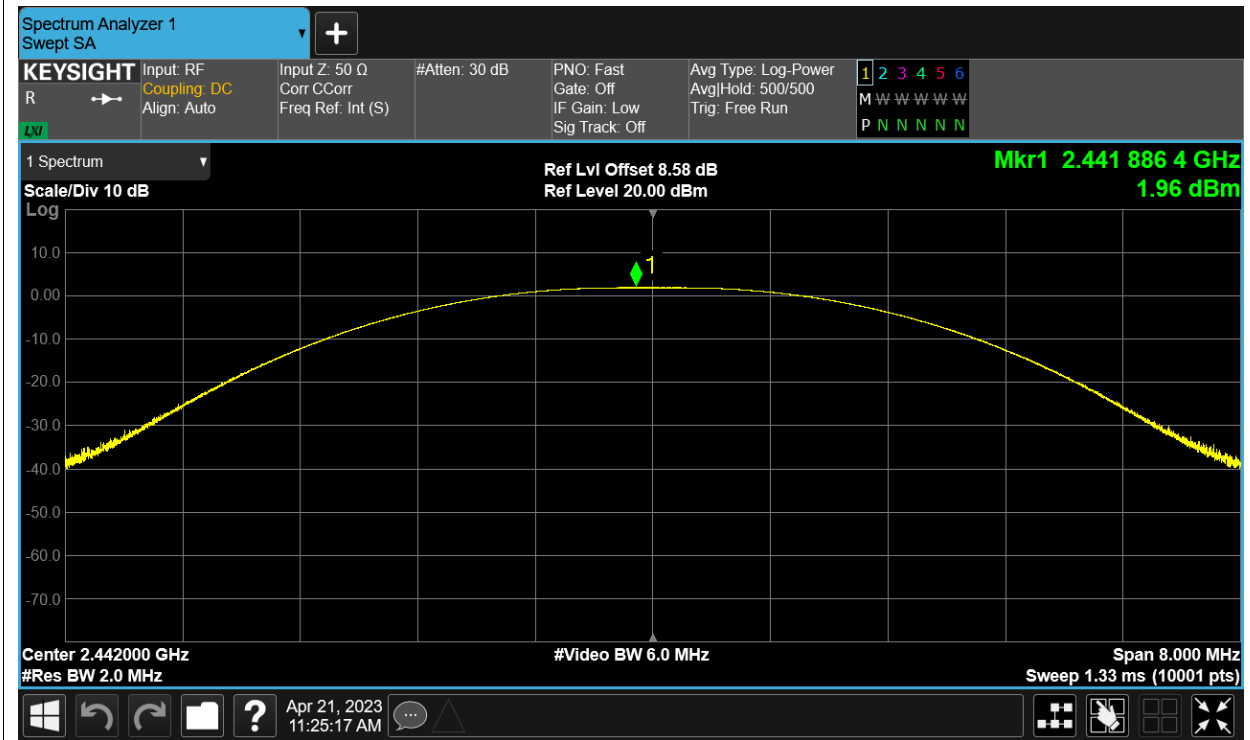 Spectrum Analyzer 1
Swept SA
KEYSIGHT
R
LXI
Input: RF
Coupling: DC
Align: Auto
Input Z: 50 Ω
Corr CCorr
Freq Ref: Int (S)
#Atten: 30 dB
PNO: Fast
Gate: Off
IF Gain: Low
Sig Track: Off
Avg Type: Log-Power
Avg|Hold: 500/500
Trig: Free Run
1 2 3 4 5 6
M W W W W W
P N N N N N
1 Spectrum
Scale/Div 10 dB
Ref Lvl Offset 8.58 dB
Ref Level 20.00 dBm
Mkr1 2.441 886 4 GHz
1.96 dBm
Log
10.0
0.00
-10.0
-20.0
-30.0
-40.0
-50.0
-60.0
-70.0
1
Center 2.442000 GHz
#Res BW 2.0 MHz
#Video BW 6.0 MHz
Span 8.000 MHz
Sweep 1.33 ms (10001 pts)
?
Apr 21, 2023
11:25:17 AM